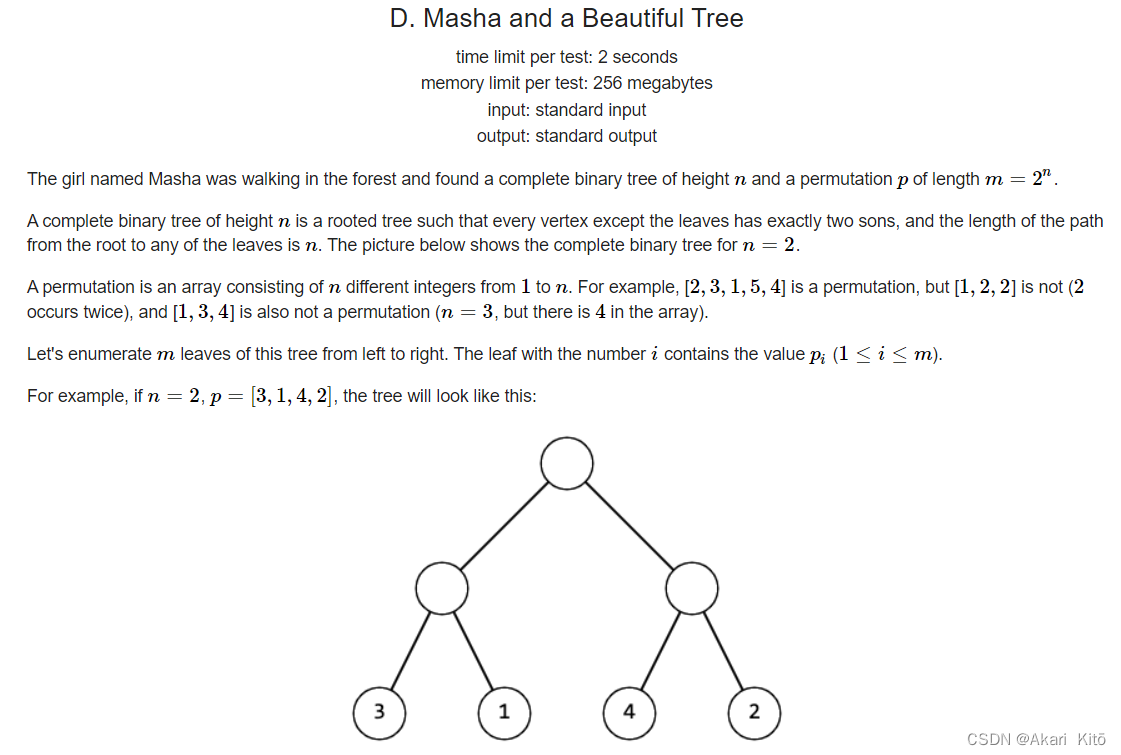 D. Masha and a Beautiful Tree
time limit per test: 2 seconds
memory limit per test: 256 megabytes
input: standard input
output: standard output
The girl named Masha was walking in the forest and found a complete binary tree of height n and a permutation p of length m = 2ⁿ.
A complete binary tree of height n is a rooted tree such that every vertex except the leaves has exactly two sons, and the length of the path
from the root to any of the leaves is n. The picture below shows the complete binary tree for n = 2.
A permutation is an array consisting of n different integers from 1 to n. For example, [2, 3, 1, 5, 4] is a permutation, but [1, 2, 2] is not (2
occurs twice), and [1, 3, 4] is also not a permutation (n = 3, but there is 4 in the array).
Let's enumerate m leaves of this tree from left to right. The leaf with the number i contains the value pᵢ (1 ≤ i ≤ m).
For example, if n = 2, p = [3, 1, 4, 2], the tree will look like this:
3 1 4 2
CSDN @Akari_Kitō